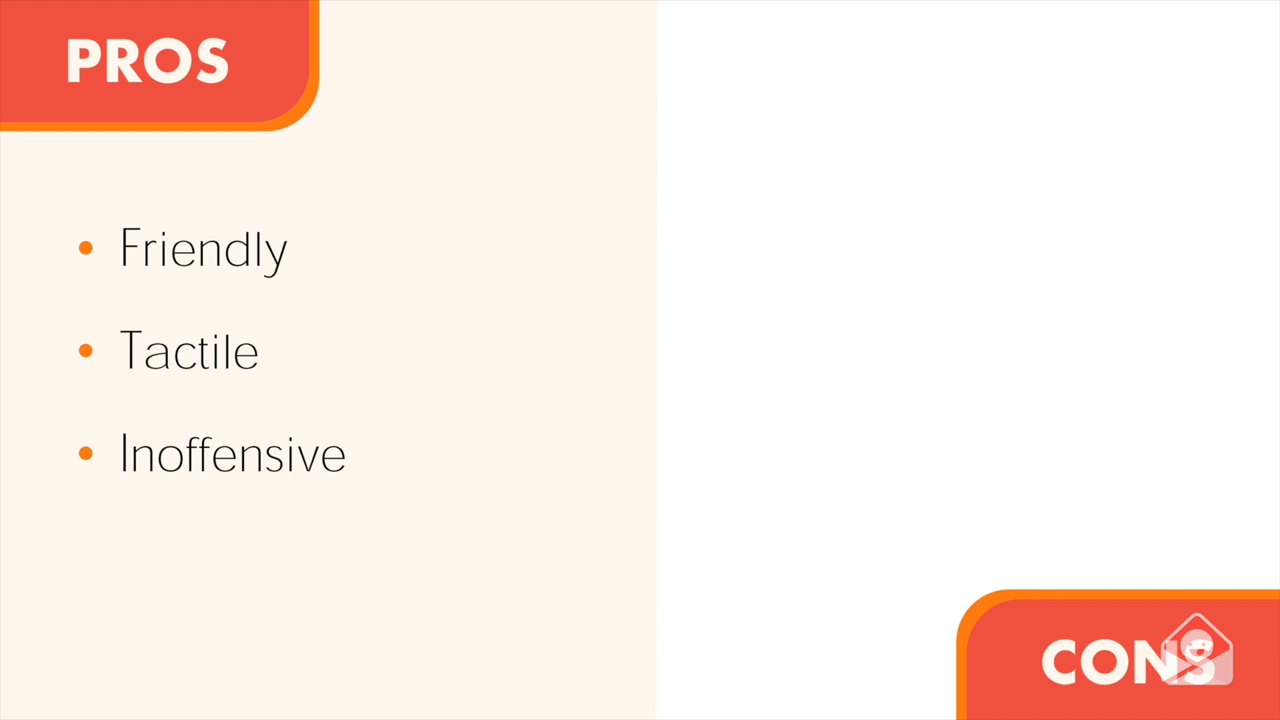 PROS
• Friendly
• Tactile
• Inoffensive
CONS